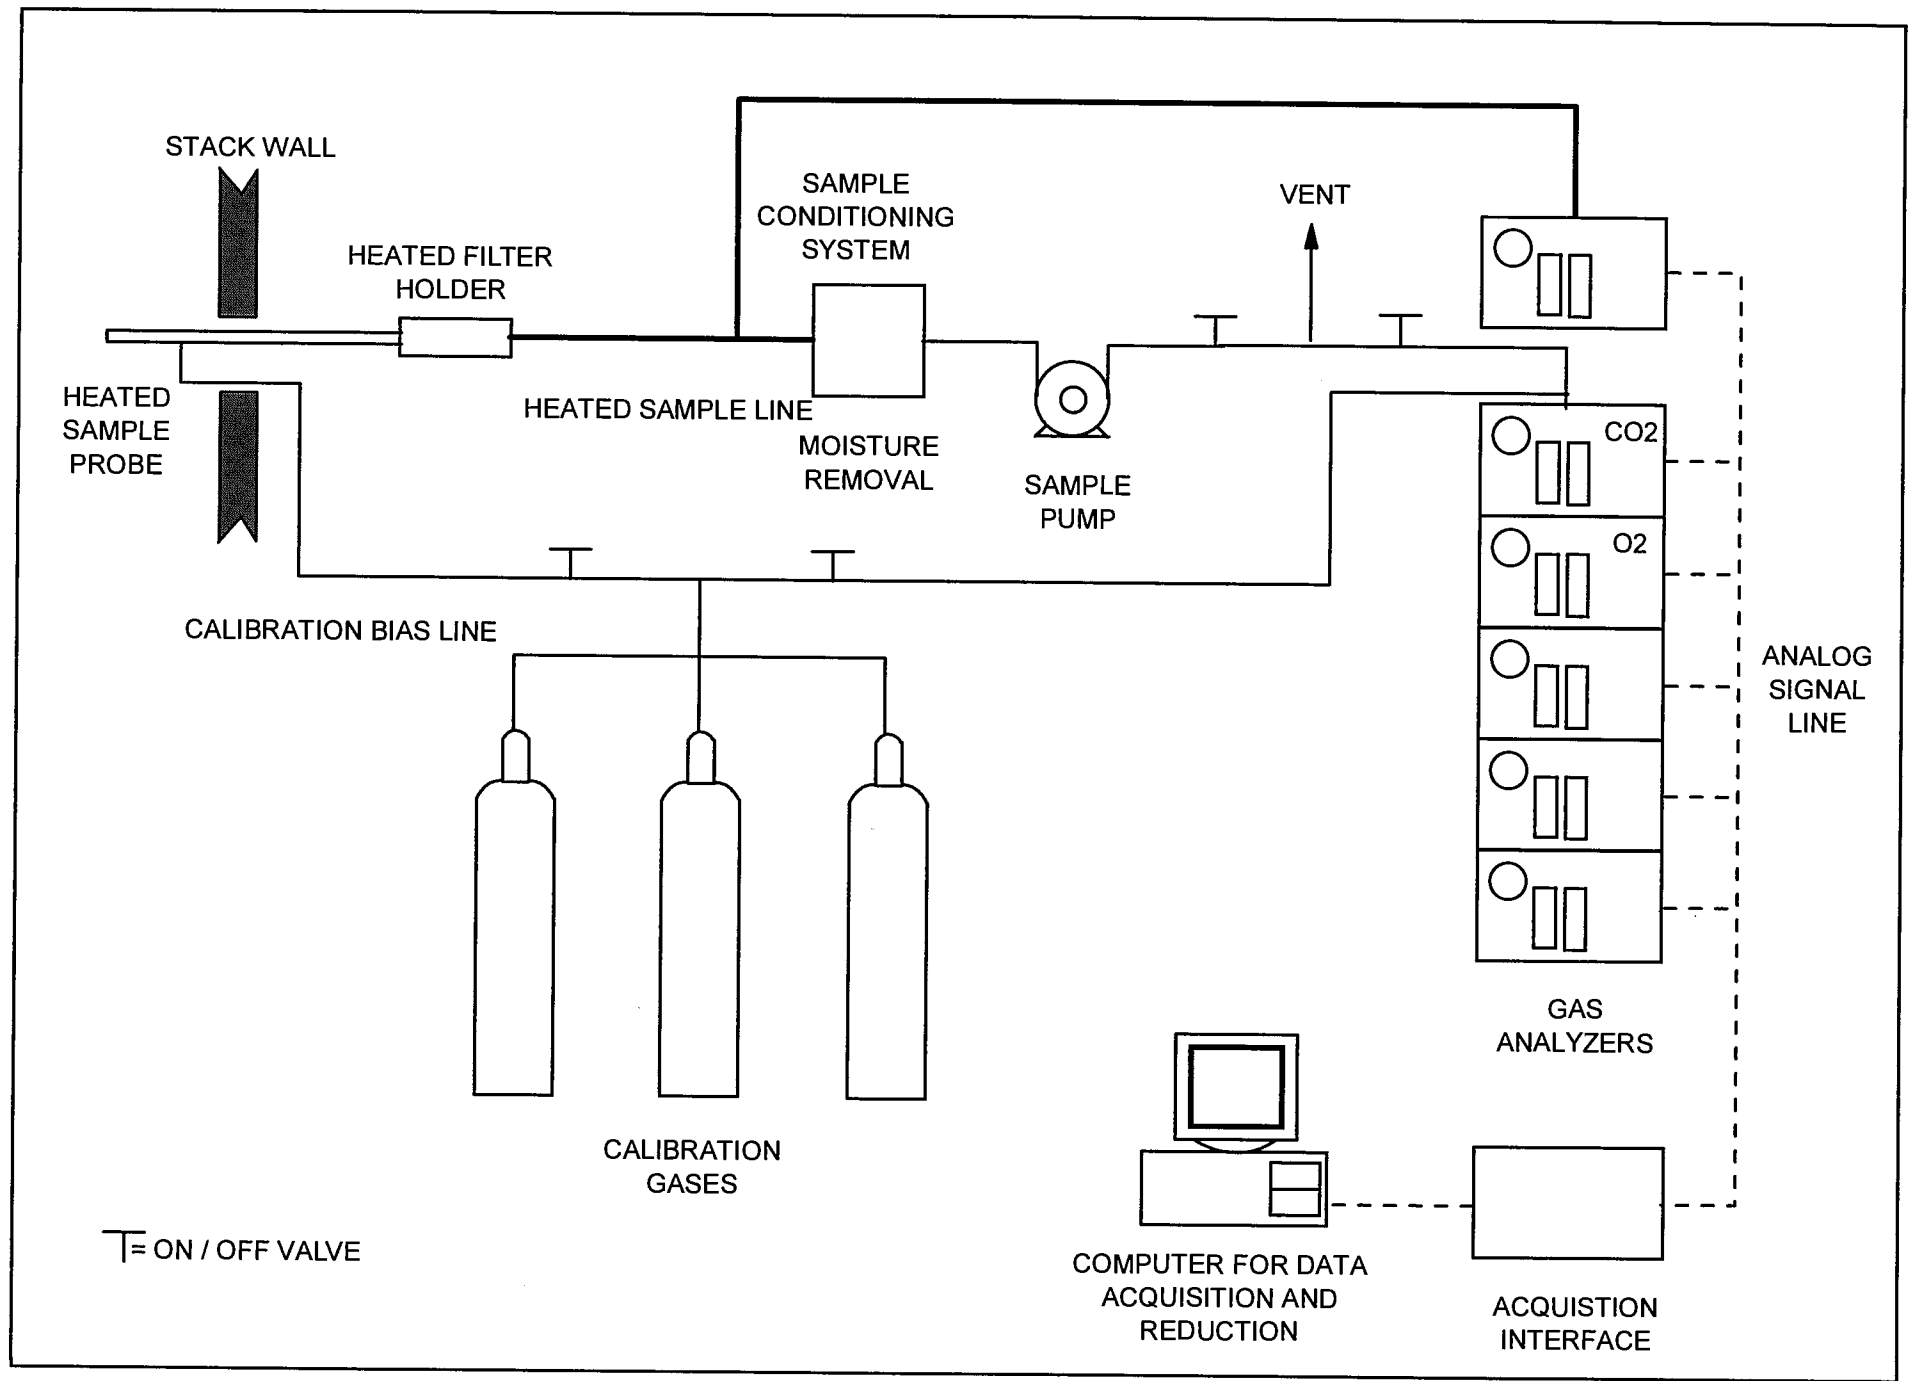 STACK WALL
SAMPLE
CONDITIONING
SYSTEM
VENT
HEATED FILTER
HOLDER
HEATED
SAMPLE
PROBE
HEATED SAMPLE LINE
MOISTURE
REMOVAL
SAMPLE
PUMP
CO2
O2
CALIBRATION BIAS LINE
ANALOG
SIGNAL
LINE
GAS
ANALYZERS
CALIBRATION
GASES
= ON / OFF VALVE
COMPUTER FOR DATA
ACQUISITION AND
REDUCTION
ACQUISTION
INTERFACE